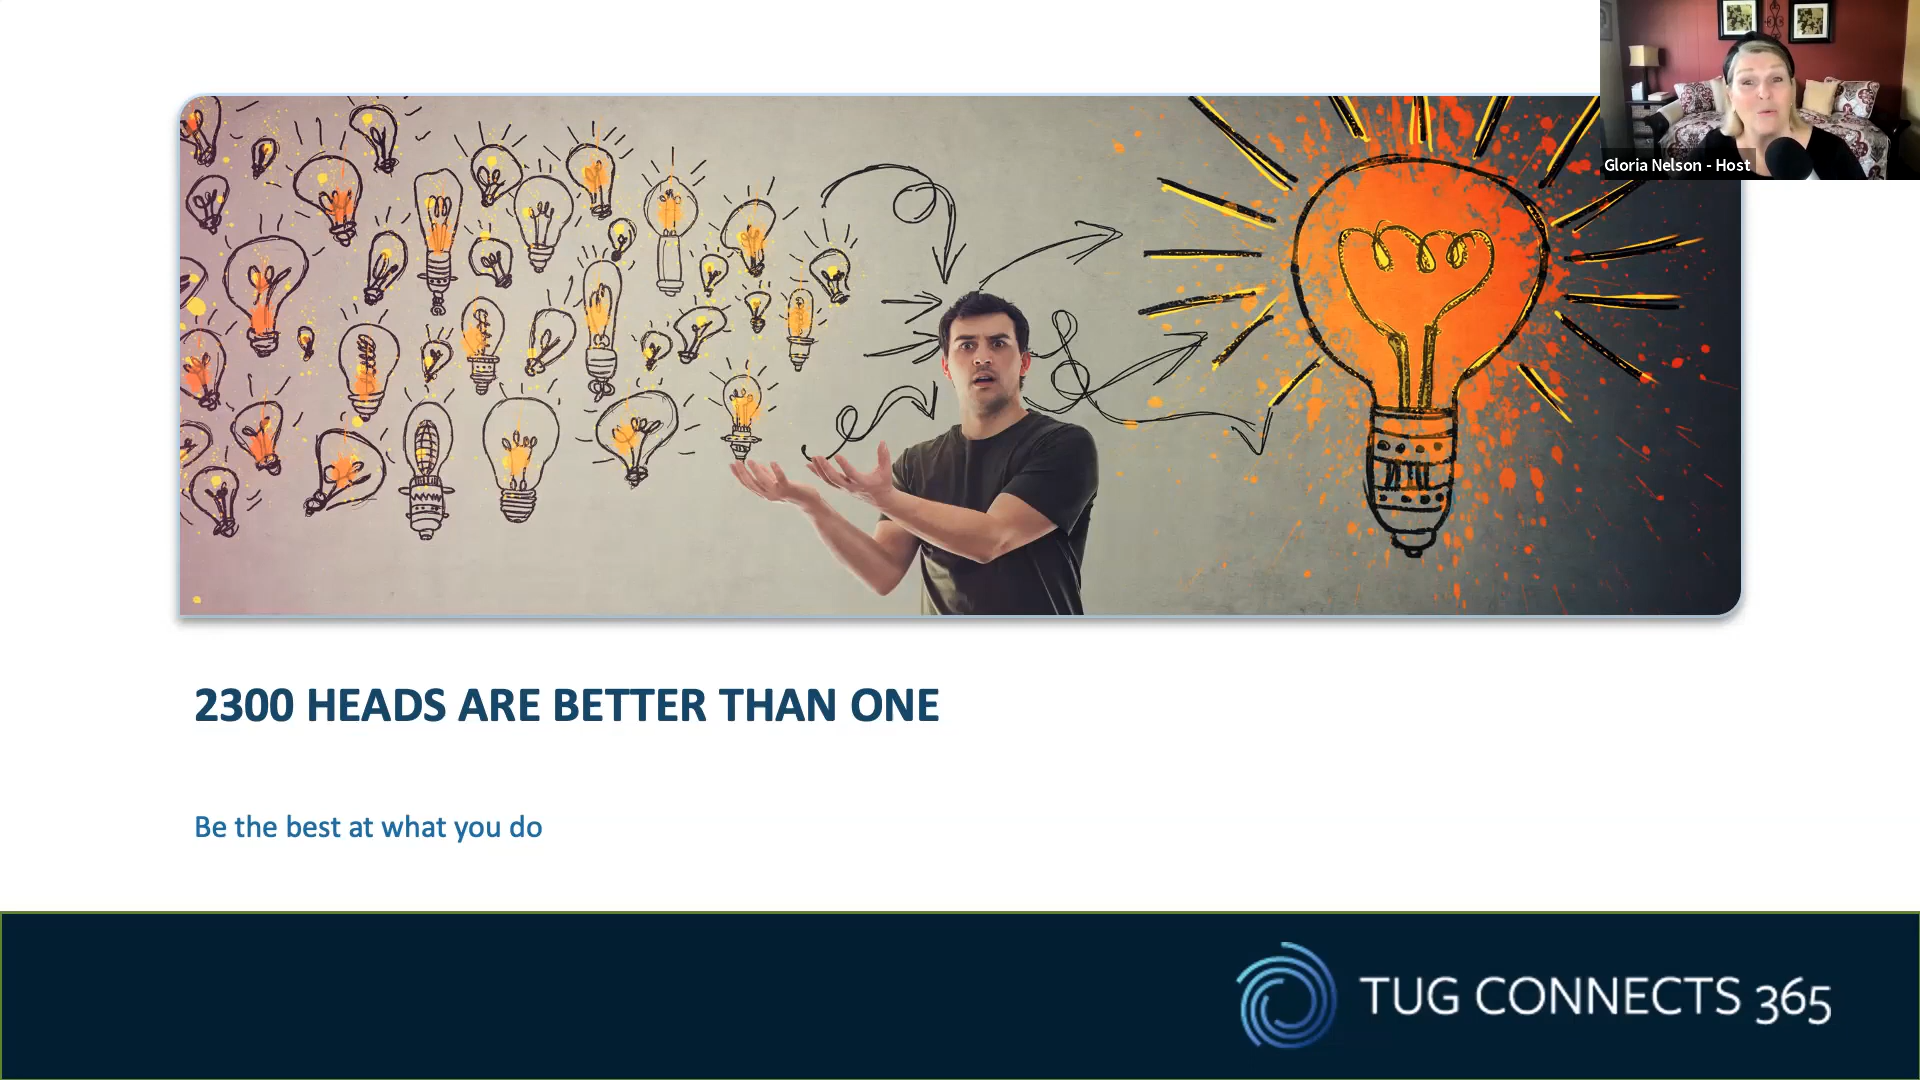 Gloria Nelson - Host
2300 HEADS ARE BETTER THAN ONE
Be the best at what you do
TUG CONNECTS 365